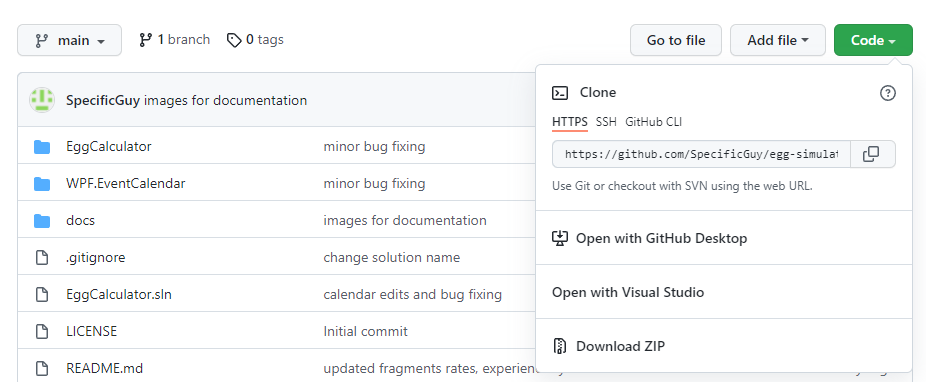 main 1 branch 0 tags Go to file Add file Code
SpecificGuy images for documentation
Clone
HTTPS SSH GitHub CLI
https://github.com/SpecificGuy/egg-simulat
Use Git or checkout with SVN using the web URL.
Open with GitHub Desktop
Open with Visual Studio
Download ZIP
EggCalculator minor bug fixing
WPF.EventCalendar minor bug fixing
docs images for documentation
.gitignore change solution name
EggCalculator.sln calendar edits and bug fixing
LICENSE Initial commit
README.md updated fragments rates, experien